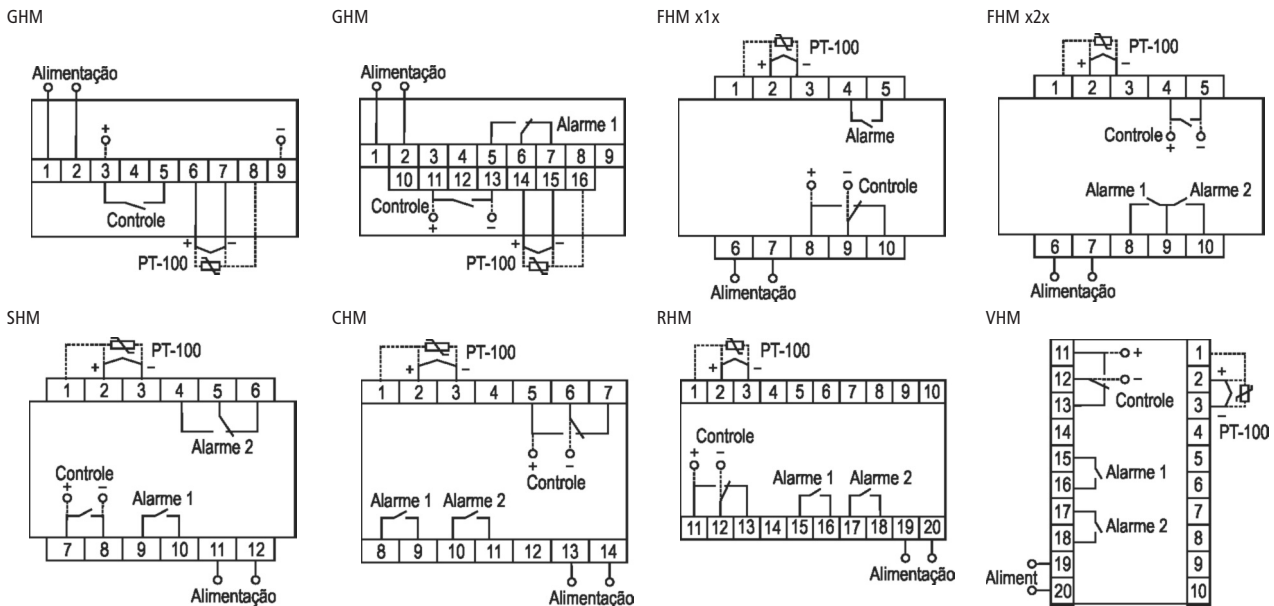 GHM
Alimentação
+
−
1 2 3 4 5 6 7 8 9
Controle
+ −
PT-100
GHM
Alimentação
Alarme 1
1 2 3 4 5 6 7 8 9
10 11 12 13 14 15 16
Controle
+ −
+ −
PT-100
FHM x1x
PT-100
+ −
1 2 3 4 5
Alarme
+ −
Controle
6 7 8 9 10
Alimentação
FHM x2x
PT-100
+ −
1 2 3 4 5
Controle
+ −
Alarme 1 Alarme 2
6 7 8 9 10
Alimentação
SHM
PT-100
+ −
1 2 3 4 5 6
Alarme 2
Controle
+ −
Alarme 1
7 8 9 10 11 12
Alimentação
CHM
PT-100
+ −
1 2 3 4 5 6 7
+ −
Controle
Alarme 1 Alarme 2
8 9 10 11 12 13 14
Alimentação
RHM
PT-100
+ −
1 2 3 4 5 6 7 8 9 10
Controle
+ −
Alarme 1 Alarme 2
11 12 13 14 15 16 17 18 19 20
Alimentação
VHM
11 + 1
12 − 2 +
13 Controle 3 −
PT-100
14 4
15 5
Alarme 1
16 6
17 7
Alarme 2
18 8
19 9
Aliment
20 10